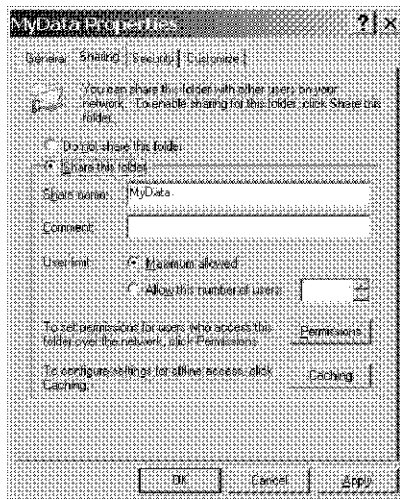 MyData Properties
General Sharing Security Customize
You can share this folder with other users on your
network. To enable sharing for this folder, click Share this
folder.
Do not share this folder
Share this folder
Share name: MyData
Comment:
User limit: Maximum allowed
Allow this number of users:
To set permissions for users who access this
folder over the network, click Permissions.
Permissions
To configure settings for offline access, click
Caching.
Caching
OK Cancel Apply